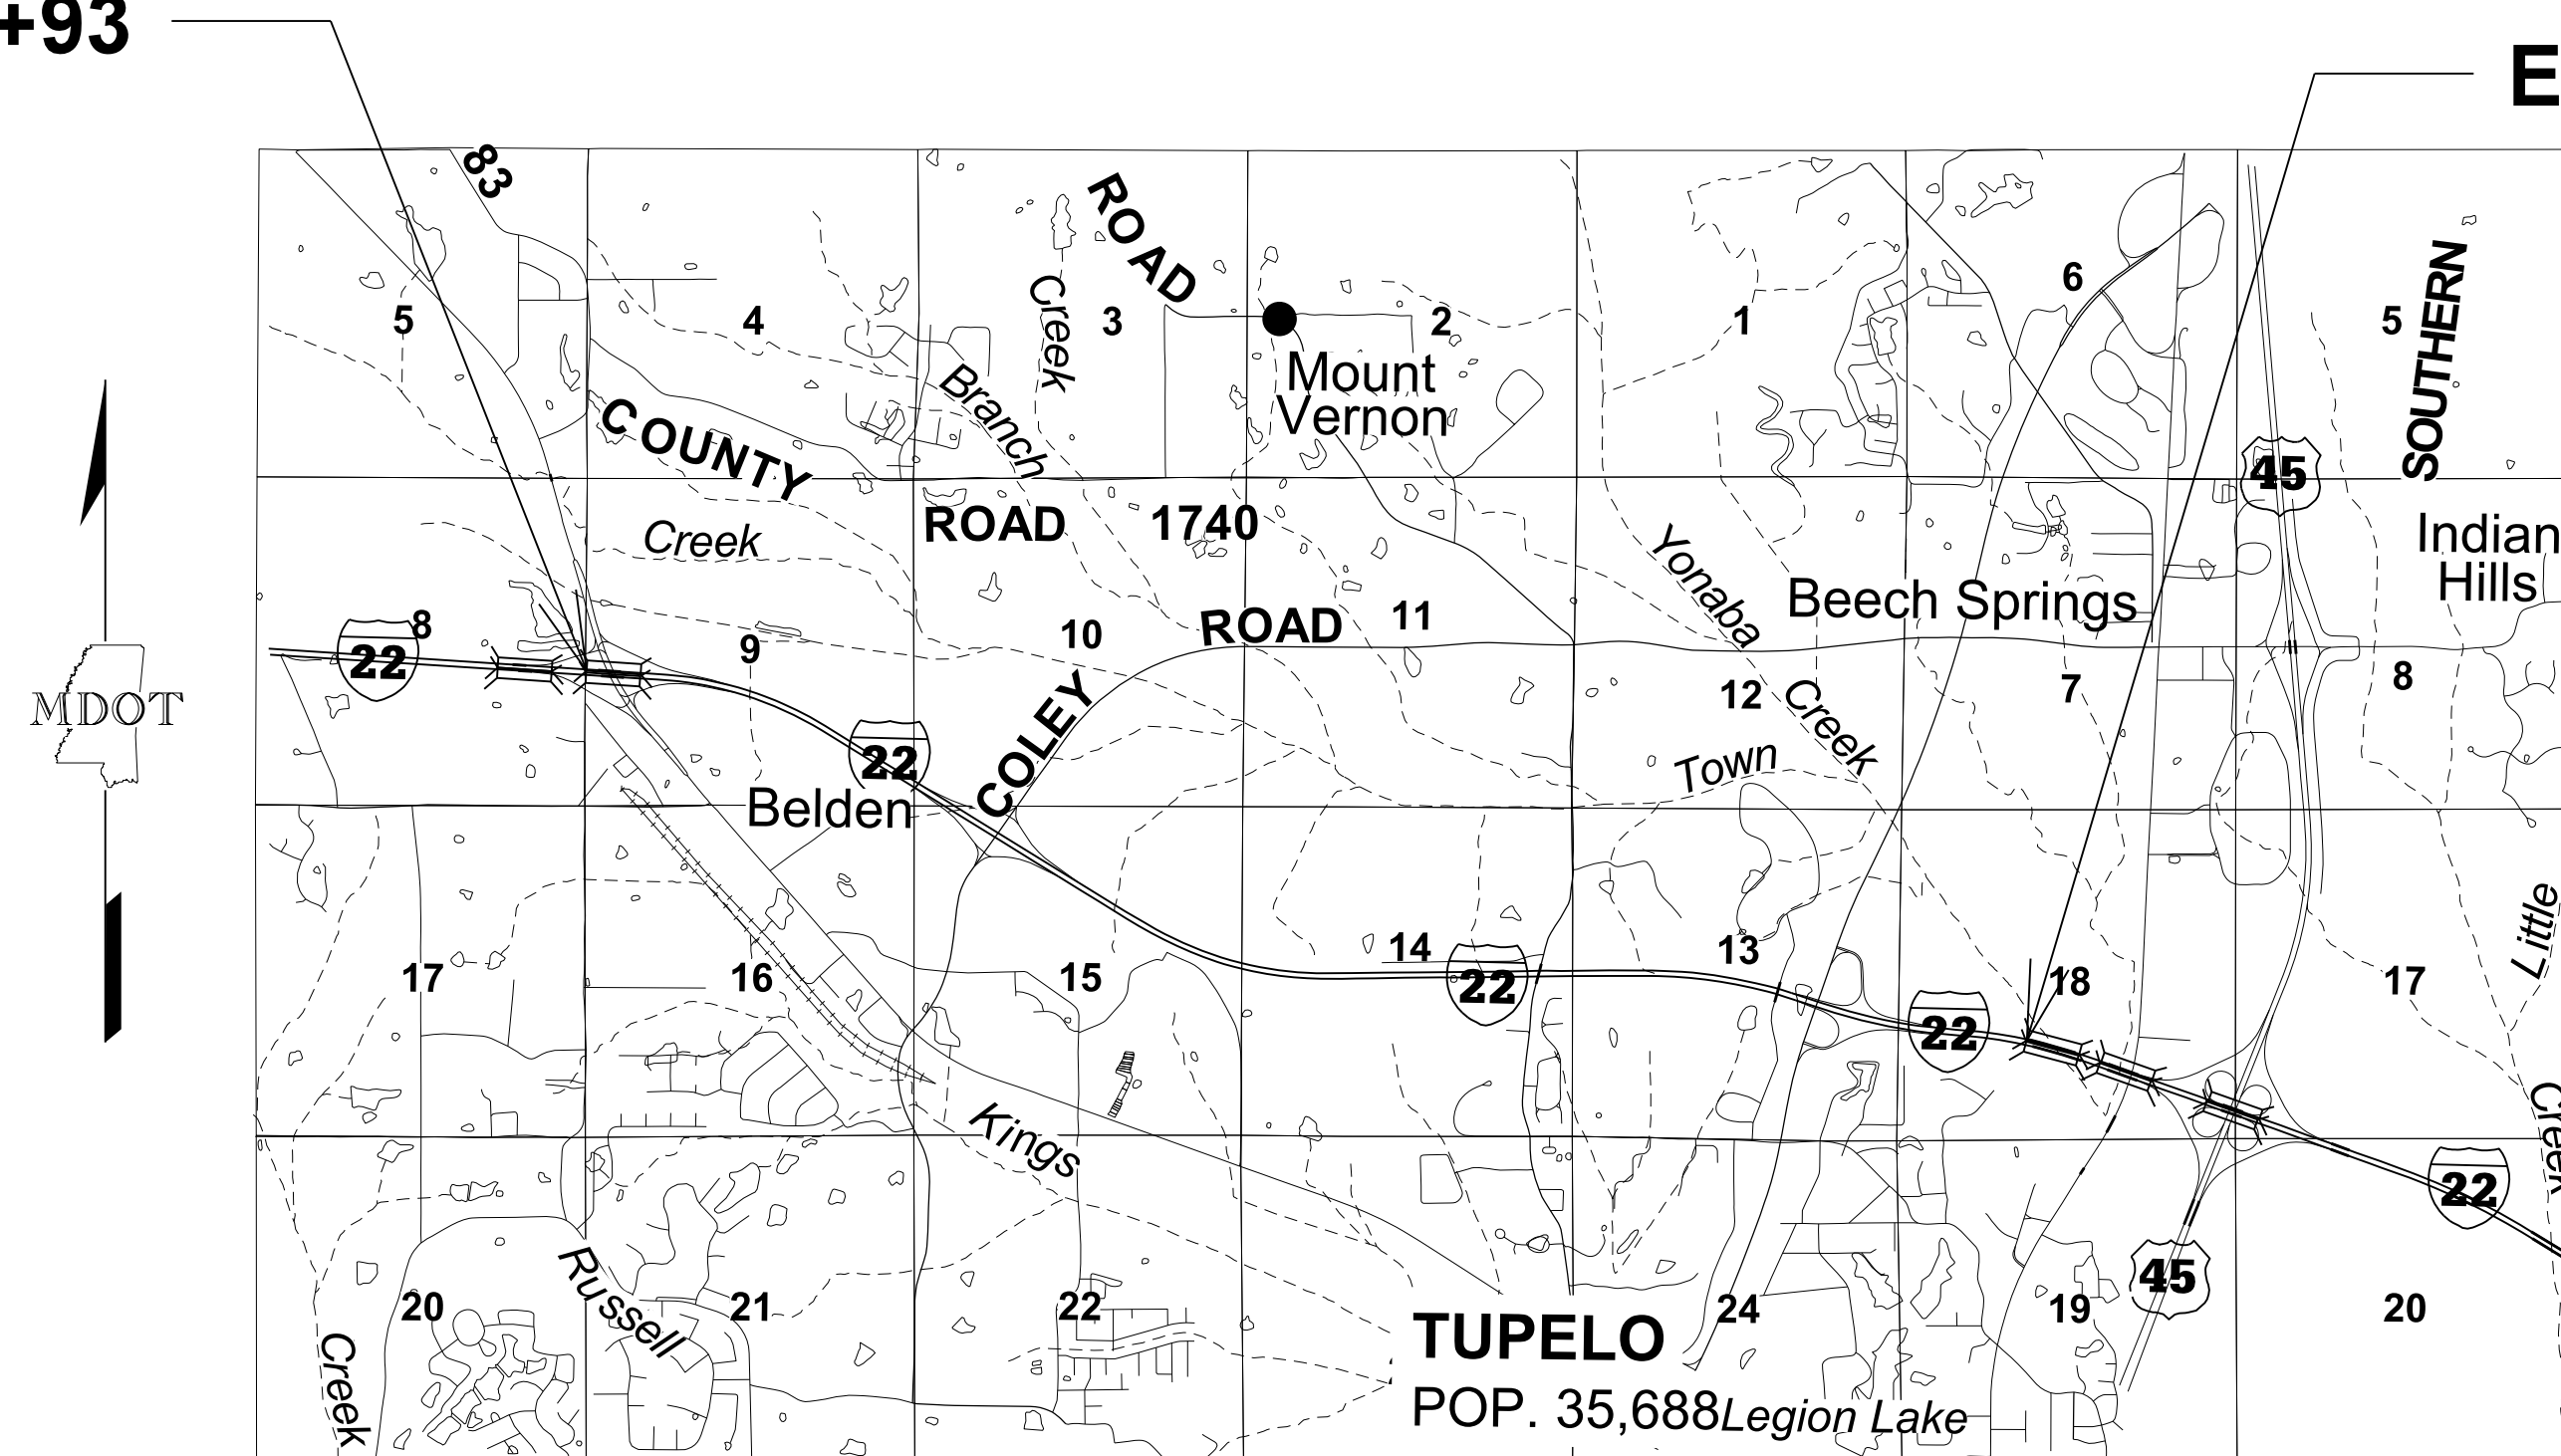 +93
E
83
ROAD
Creek
SOUTHERN
5
4
3
2
1
6
5
Mount
Vernon
Branch
COUNTY
45
Creek
ROAD
1740
Yonaba
Indian
Hills
Beech Springs
8
22
9
10
ROAD
11
12
Creek
7
8
MDOT
22
COLEY
Town
Belden
Little
17
16
15
14
22
13
22
18
17
Creek
Kings
22
45
Russell
20
21
22
TUPELO
24
19
20
POP. 35,688
Legion Lake
Creek